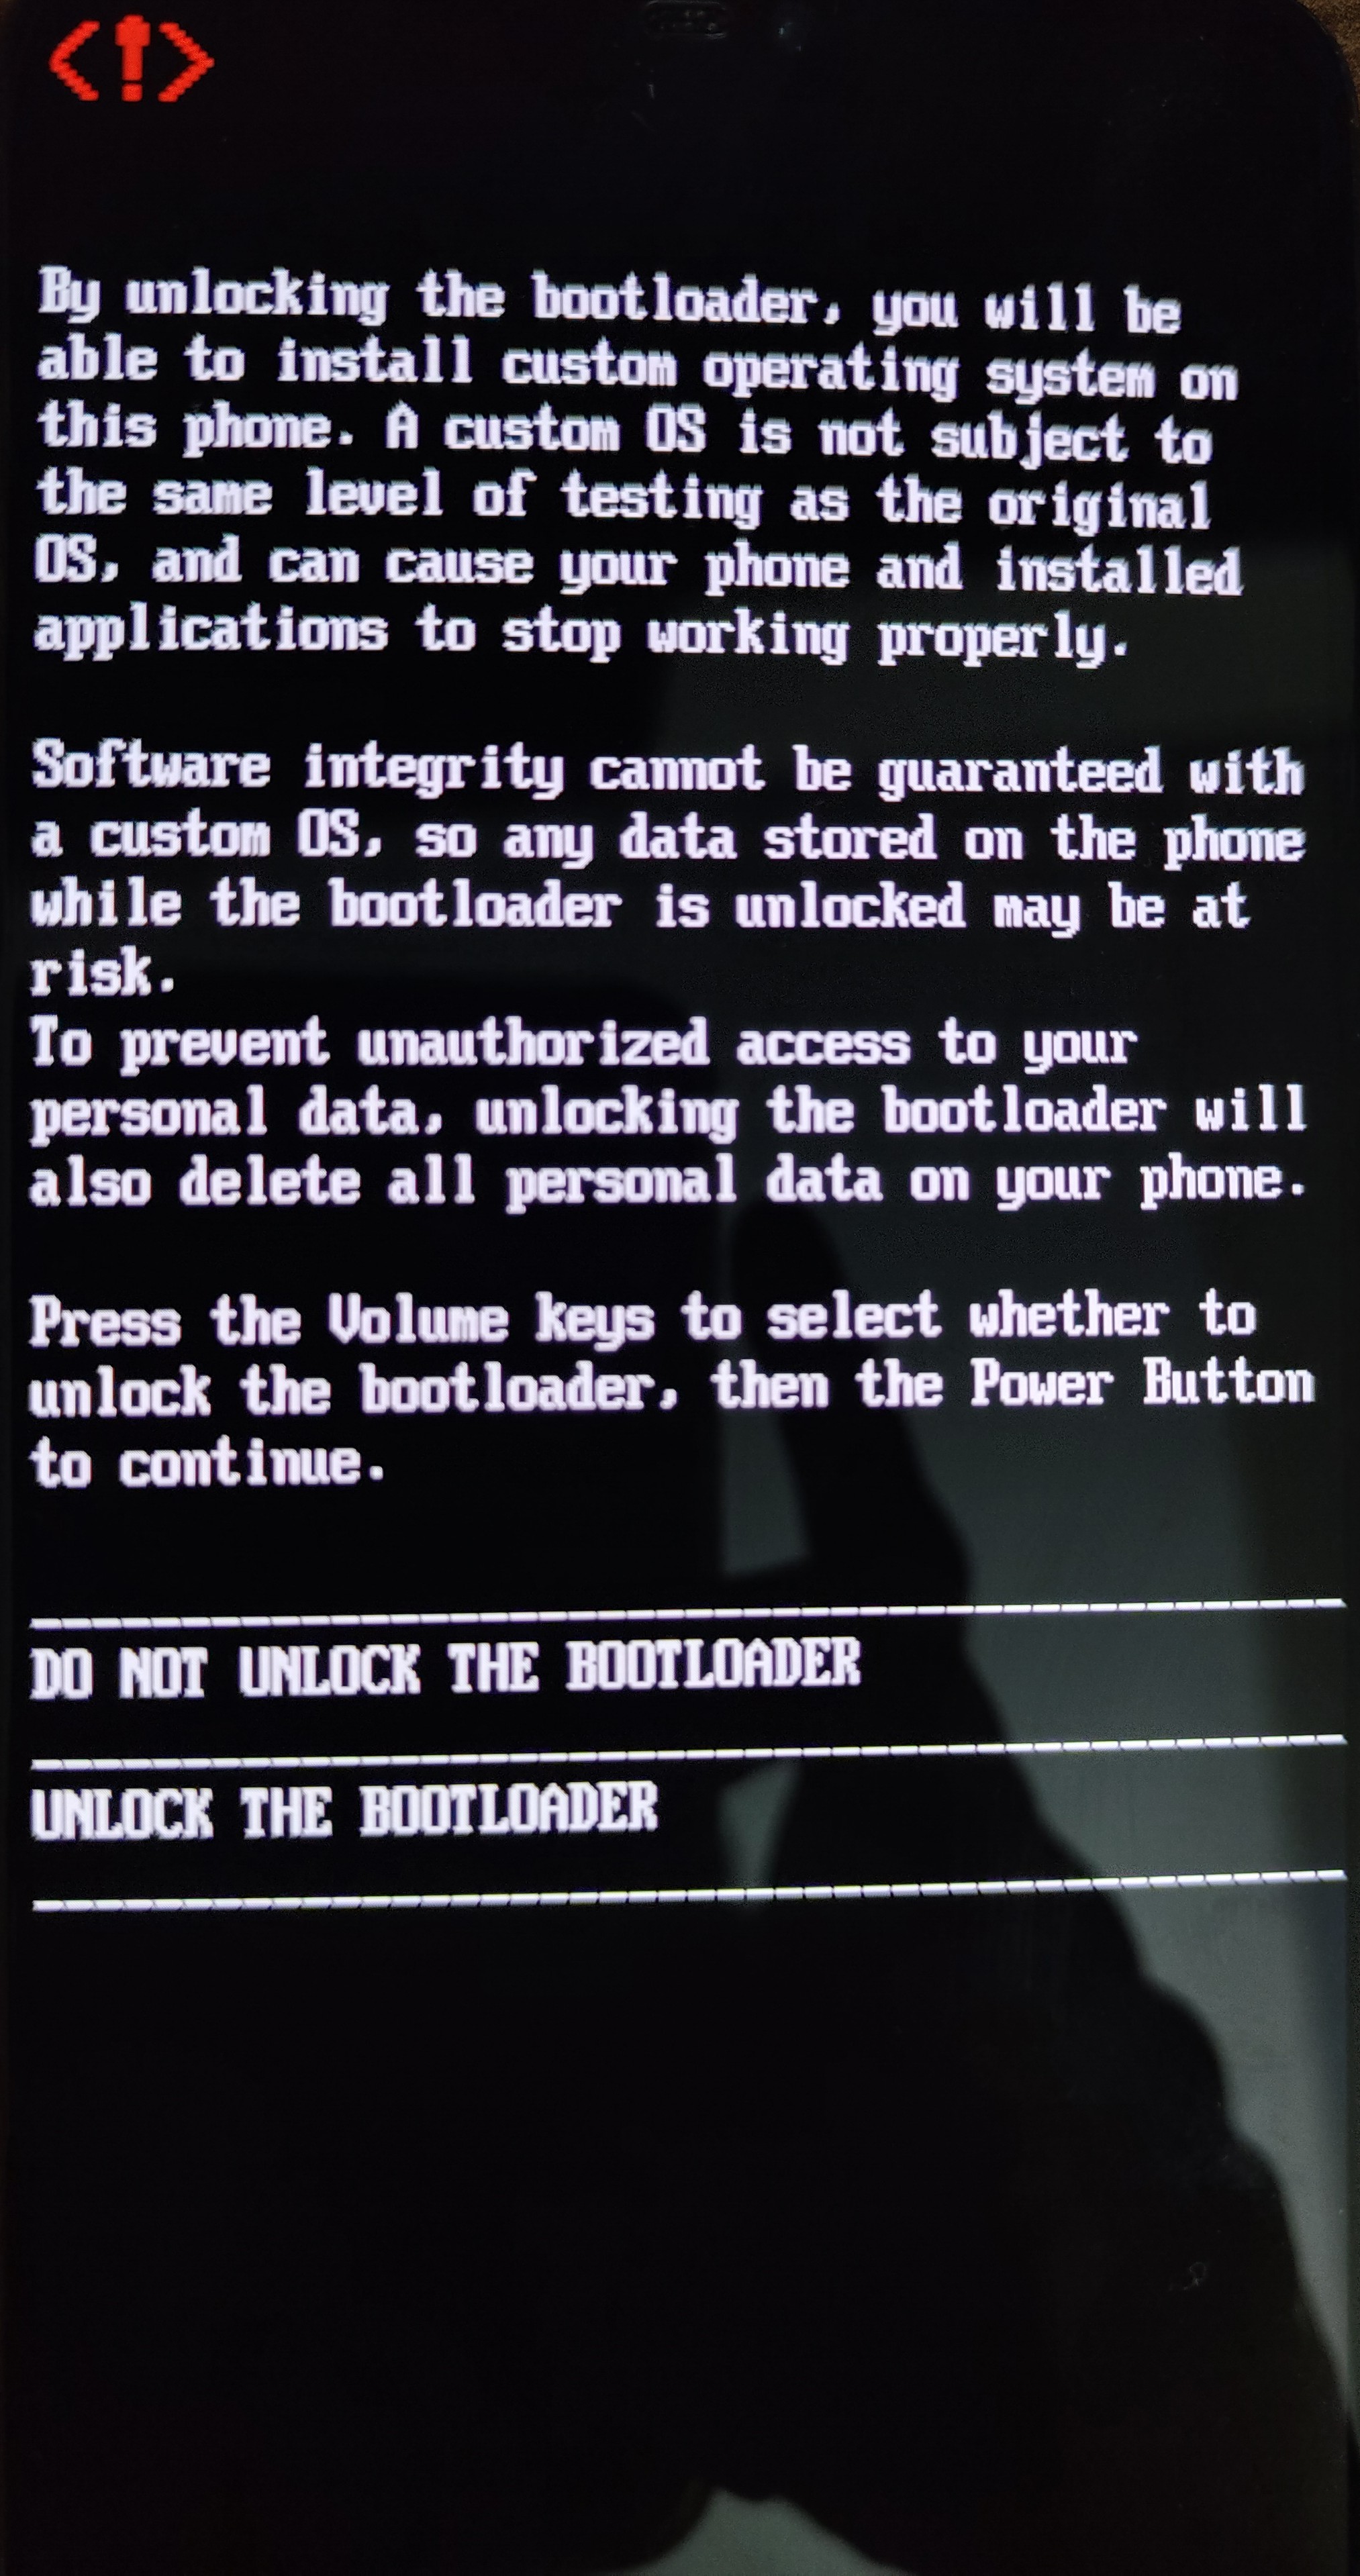 <!>
By unlocking the bootloader, you will be
able to install custom operating system on
this phone. A custom OS is not subject to
the same level of testing as the original
OS, and can cause your phone and installed
applications to stop working properly.
Software integrity cannot be guaranteed with
a custom OS, so any data stored on the phone
while the bootloader is unlocked may be at
risk.
To prevent unauthorized access to your
personal data, unlocking the bootloader will
also delete all personal data on your phone.
Press the Volume keys to select whether to
unlock the bootloader, then the Power Button
to continue.
DO NOT UNLOCK THE BOOTLOADER
UNLOCK THE BOOTLOADER